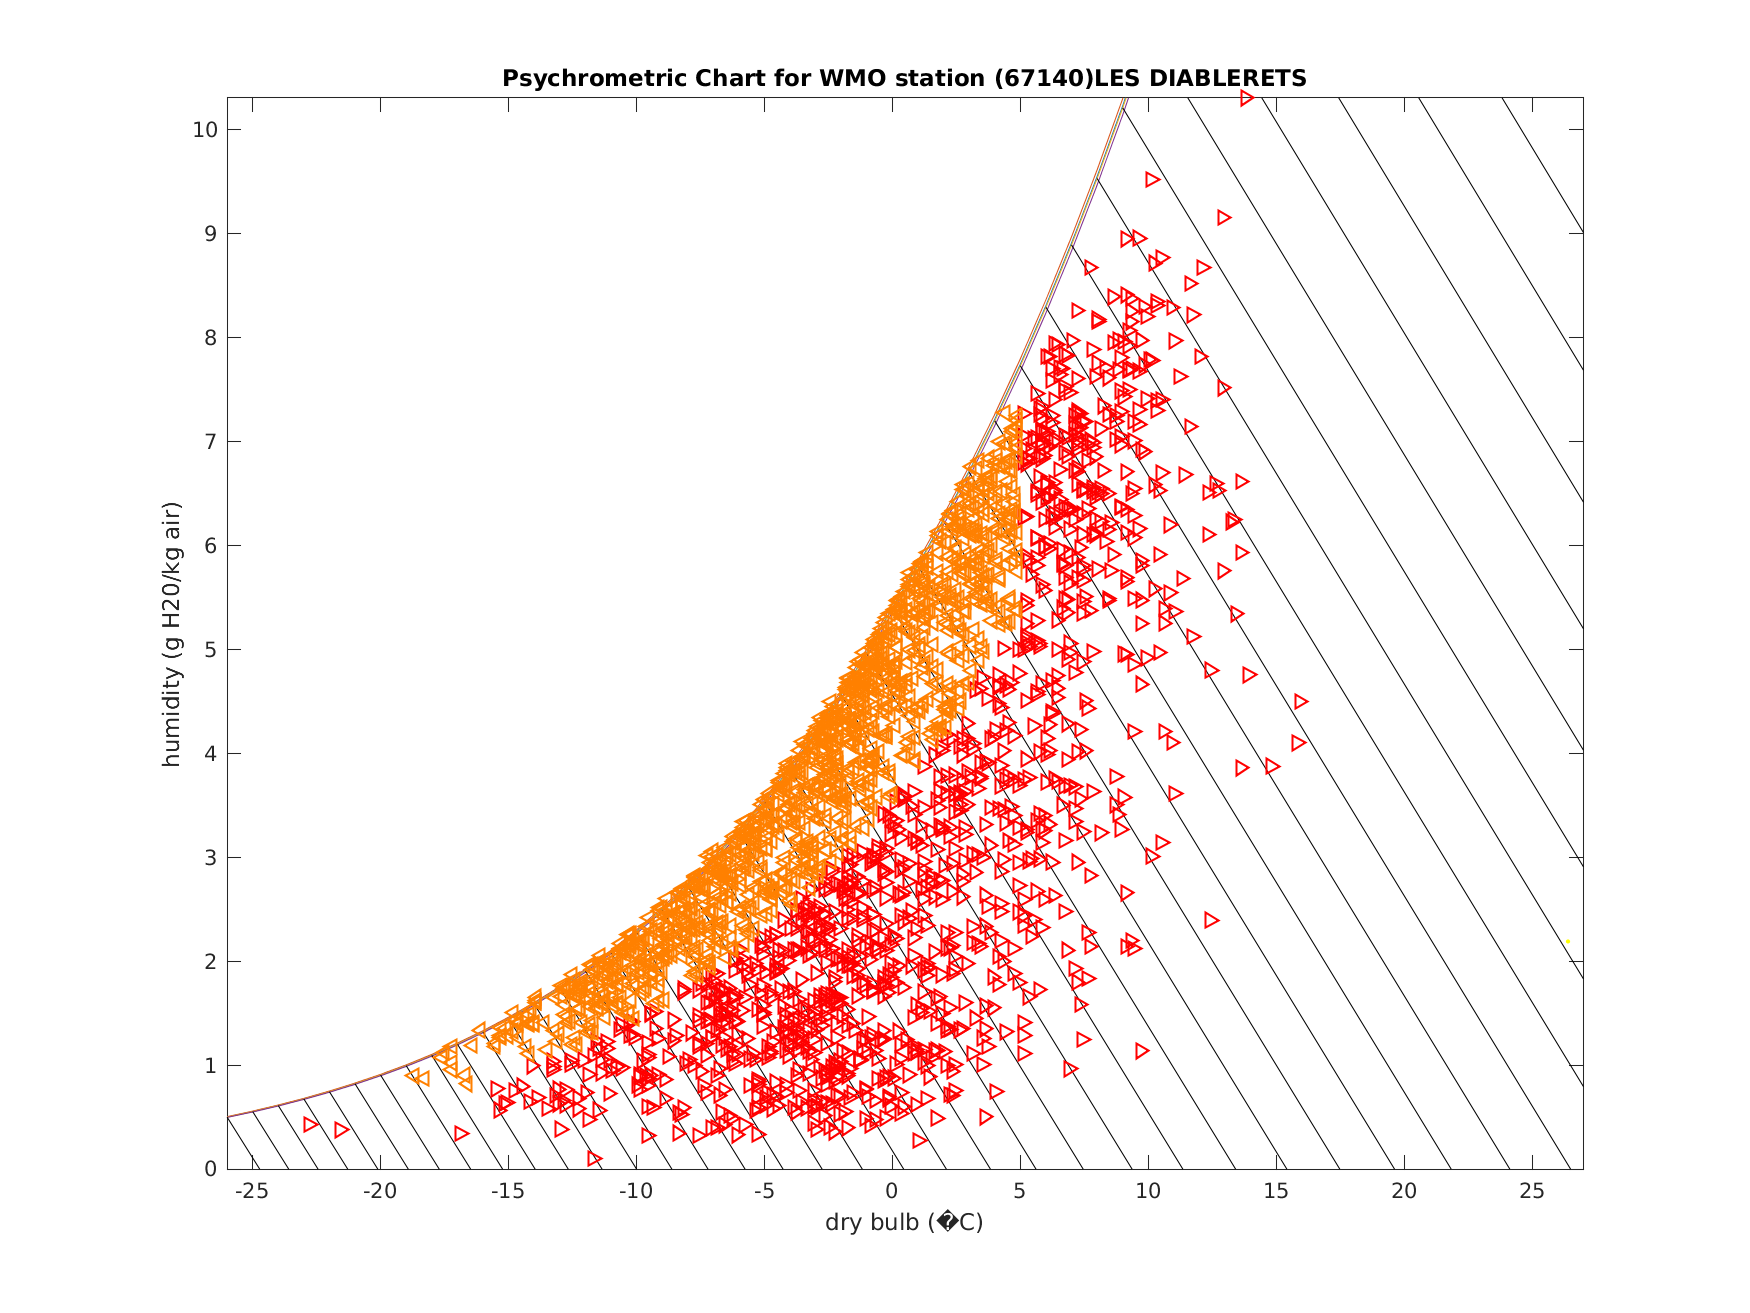 Psychrometric Chart for WMO station (67140)LES DIABLERETS
10
9
8
7
6
5
4
3
2
1
0
humidity (g H20/kg air)
-25 -20 -15 -10 -5 0 5 10 15 20 25
dry bulb (�C)